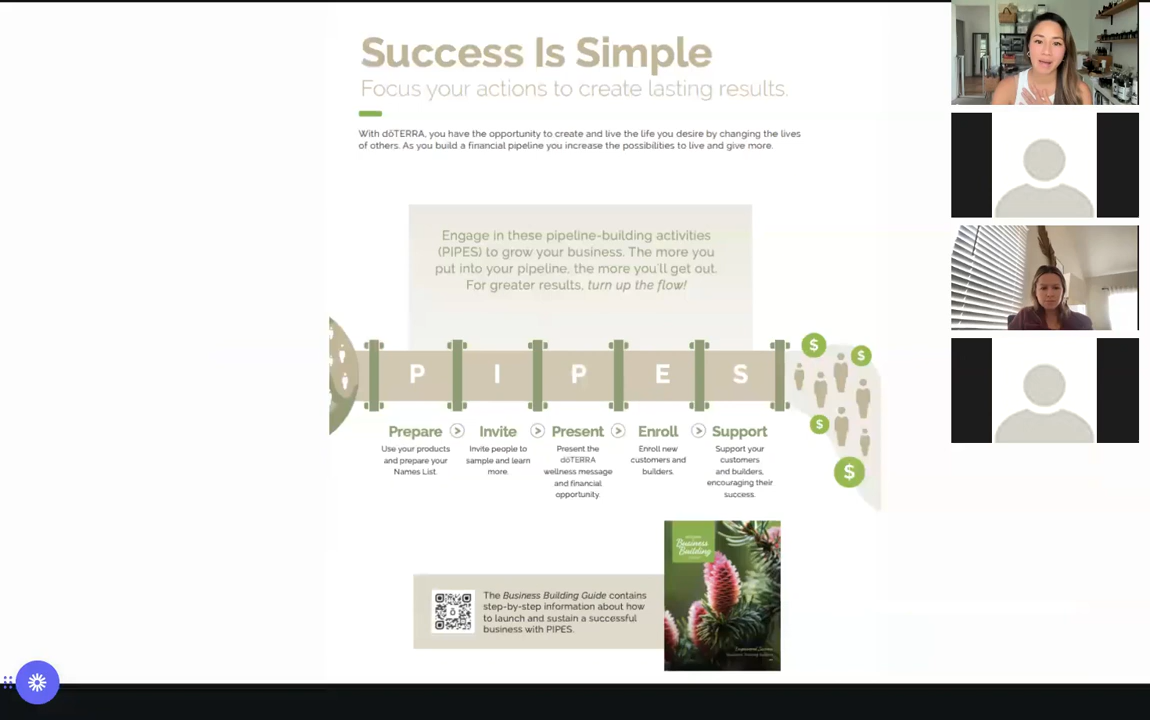 Success Is Simple
Focus your actions to create lasting results.
With dōTERRA, you have the opportunity to create and live the life you desire by changing the lives
of others. As you build a financial pipeline you increase the possibilities to live and give more.
Engage in these pipeline-building activities
(PIPES) to grow your business. The more you
put into your pipeline, the more you'll get out.
For greater results, turn up the flow!
P I P E S
$ $ $ $
Prepare > Invite > Present > Enroll > Support
Use your products
and prepare your
Names List.
Invite people to
sample and learn
more.
Present the
dōTERRA
wellness message
and financial
opportunity.
Enroll new
customers and
builders.
Support your
customers
and builders,
encouraging their
success.
The Business Building Guide contains
step-by-step information about how
to launch and sustain a successful
business with PIPES.
Business
Building